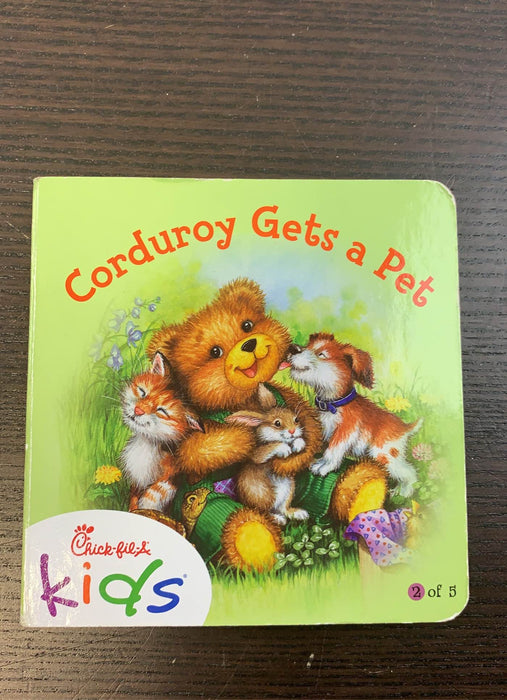 Corduroy Gets a Pet
Chick-fil-A
kids®
2 of 5